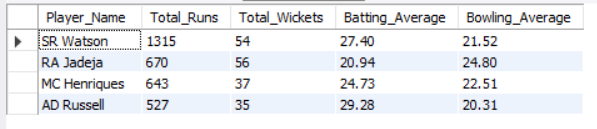 Player_Name Total_Runs Total_Wickets Batting_Average Bowling_Average
SR Watson 1315 54 27.40 21.52
RA Jadeja 670 56 20.94 24.80
MC Henriques 643 37 24.73 22.51
AD Russell 527 35 29.28 20.31